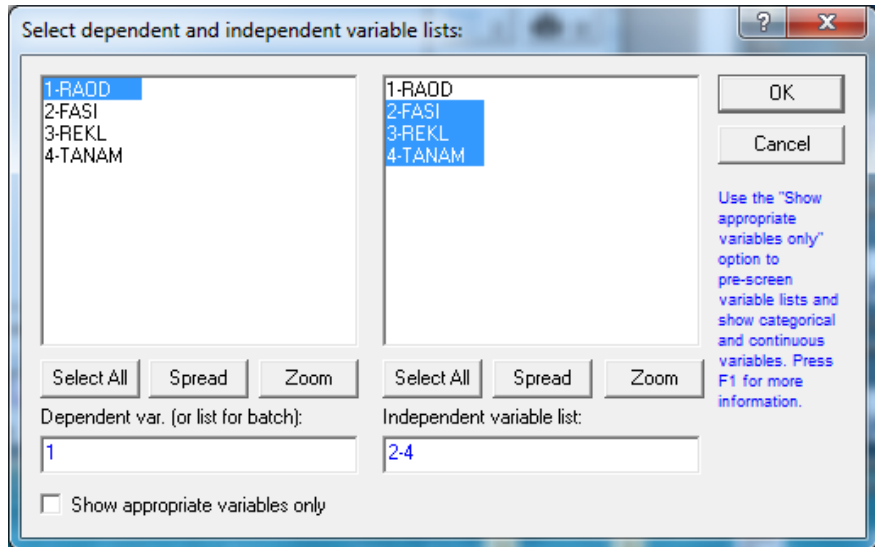 Select dependent and independent variable lists:
1-RAOD
2-FASI
3-REKL
4-TANAM
1-RAOD
2-FASI
3-REKL
4-TANAM
OK
Cancel
Use the "Show
appropriate
variables only"
option to
pre-screen
variable lists and
show categorical
and continuous
variables. Press
F1 for more
information.
Select All Spread Zoom
Select All Spread Zoom
Dependent var. (or list for batch):
1
Independent variable list:
2-4
Show appropriate variables only